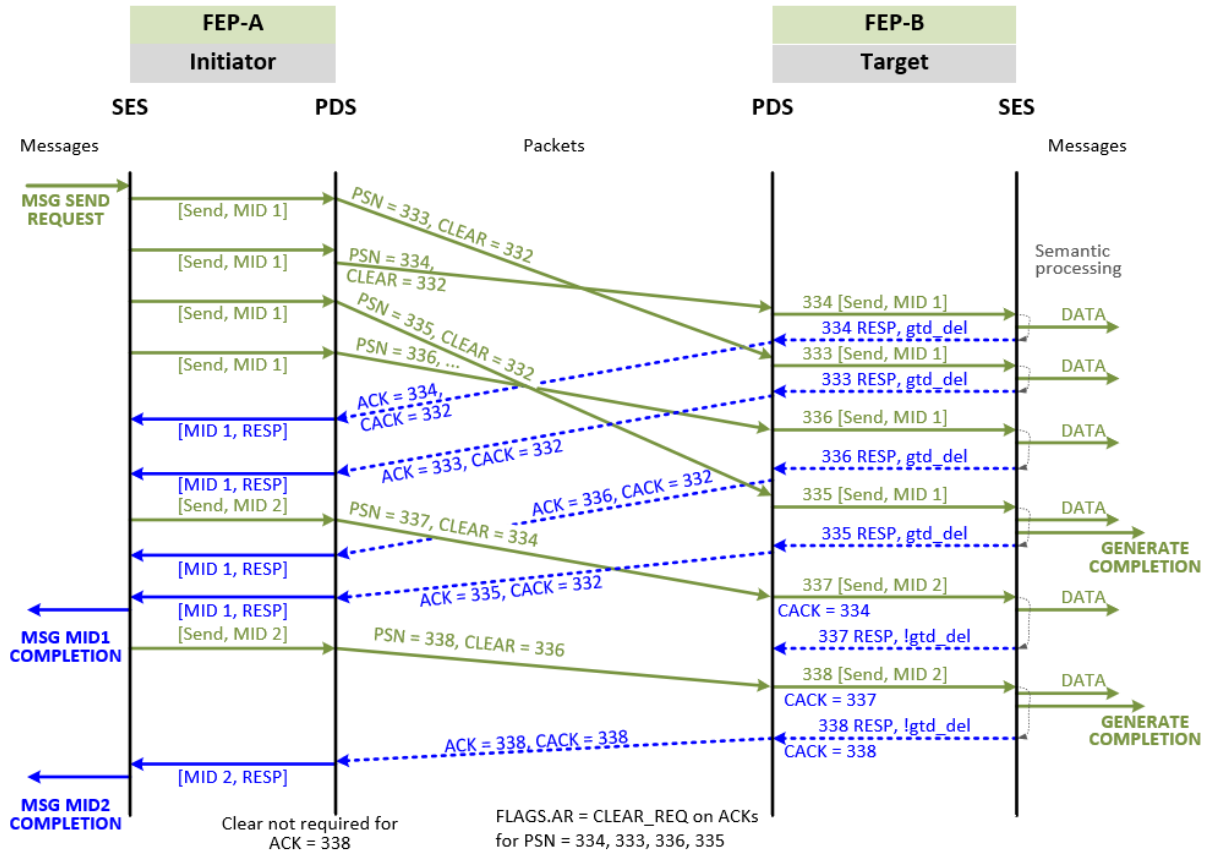 FEP-A
FEP-B
Initiator
Target
SES
PDS
PDS
SES
Messages
Packets
Messages
MSG SEND
REQUEST
[Send, MID 1]
PSN = 333, CLEAR = 332
[Send, MID 1]
PSN = 334,
CLEAR = 332
Semantic
processing
[Send, MID 1]
PSN = 335, CLEAR = 332
334 [Send, MID 1]
DATA
334 RESP, gtd_del
[Send, MID 1]
PSN = 336, ...
333 [Send, MID 1]
DATA
333 RESP, gtd_del
ACK = 334,
CACK = 332
[MID 1, RESP]
336 [Send, MID 1]
DATA
336 RESP, gtd_del
ACK = 333, CACK = 332
[MID 1, RESP]
ACK = 336, CACK = 332
335 [Send, MID 1]
DATA
[Send, MID 2]
PSN = 337, CLEAR = 334
335 RESP, gtd_del
GENERATE
COMPLETION
[MID 1, RESP]
ACK = 335, CACK = 332
[MID 1, RESP]
337 [Send, MID 2]
DATA
CACK = 334
MSG MID1
COMPLETION
[Send, MID 2]
PSN = 338, CLEAR = 336
337 RESP, !gtd_del
338 [Send, MID 2]
DATA
CACK = 337
GENERATE
COMPLETION
338 RESP, !gtd_del
ACK = 338, CACK = 338
CACK = 338
[MID 2, RESP]
MSG MID2
COMPLETION
Clear not required for
ACK = 338
FLAGS.AR = CLEAR_REQ on ACKs
for PSN = 334, 333, 336, 335